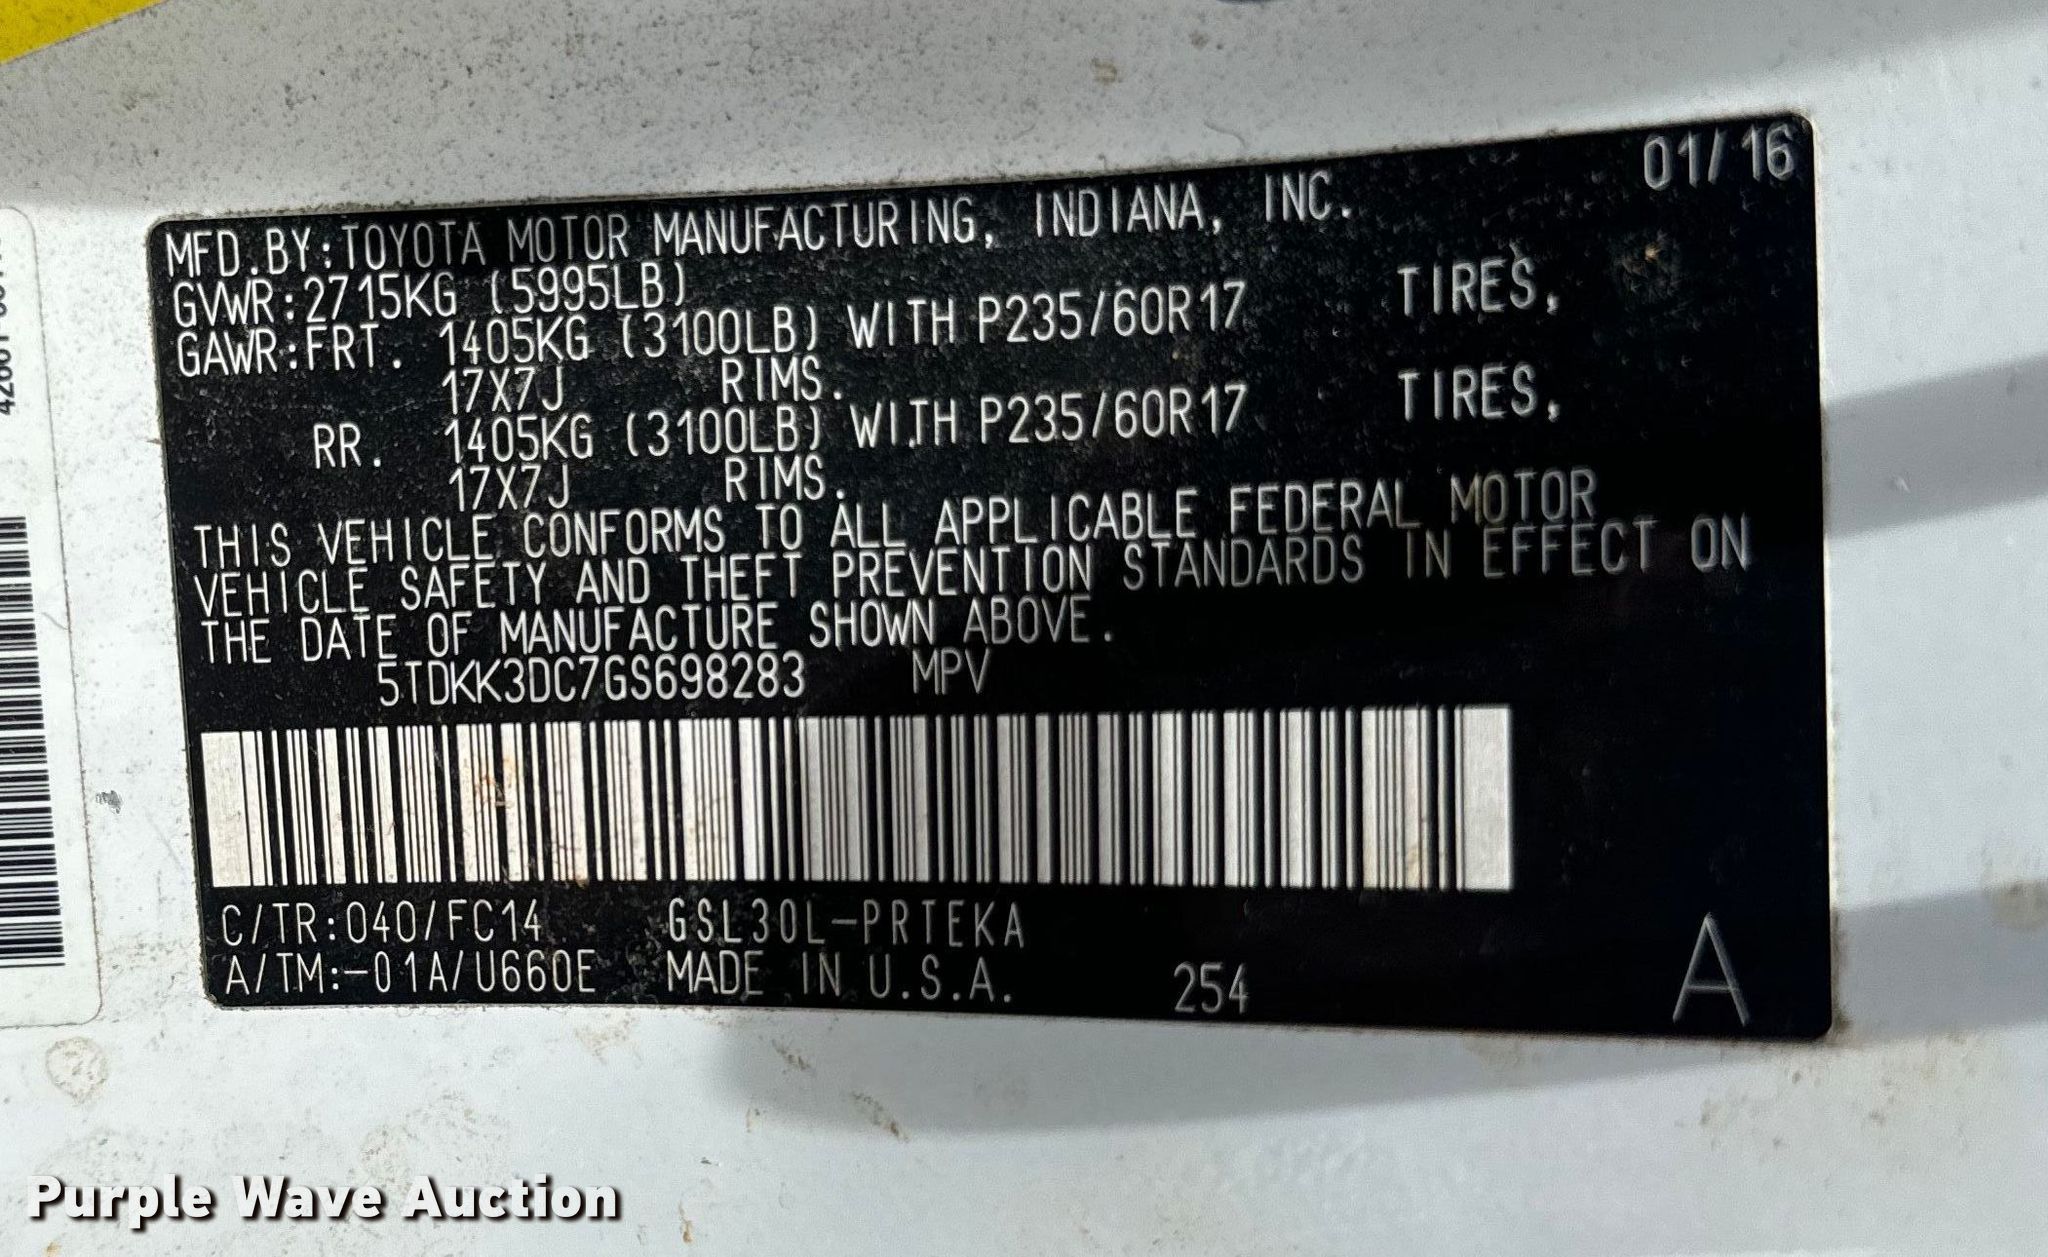 01/16
MFD.BY:TOYOTA MOTOR MANUFACTURING, INDIANA, INC.
GVWR:2715KG (5995LB)
GAWR:FRT. 1405KG (3100LB) WITH P235/60R17 TIRES,
17X7J RIMS.
RR. 1405KG (3100LB) WITH P235/60R17 TIRES,
17X7J RIMS.
THIS VEHICLE CONFORMS TO ALL APPLICABLE FEDERAL MOTOR
VEHICLE SAFETY AND THEFT PREVENTION STANDARDS IN EFFECT ON
THE DATE OF MANUFACTURE SHOWN ABOVE.
5TDKK3DC7GS698283 MPV
C/TR:040/FC14 GSL30L-PRTEKA
A/TM:-01A/U660E MADE IN U.S.A. 254 A
Purple Wave Auction